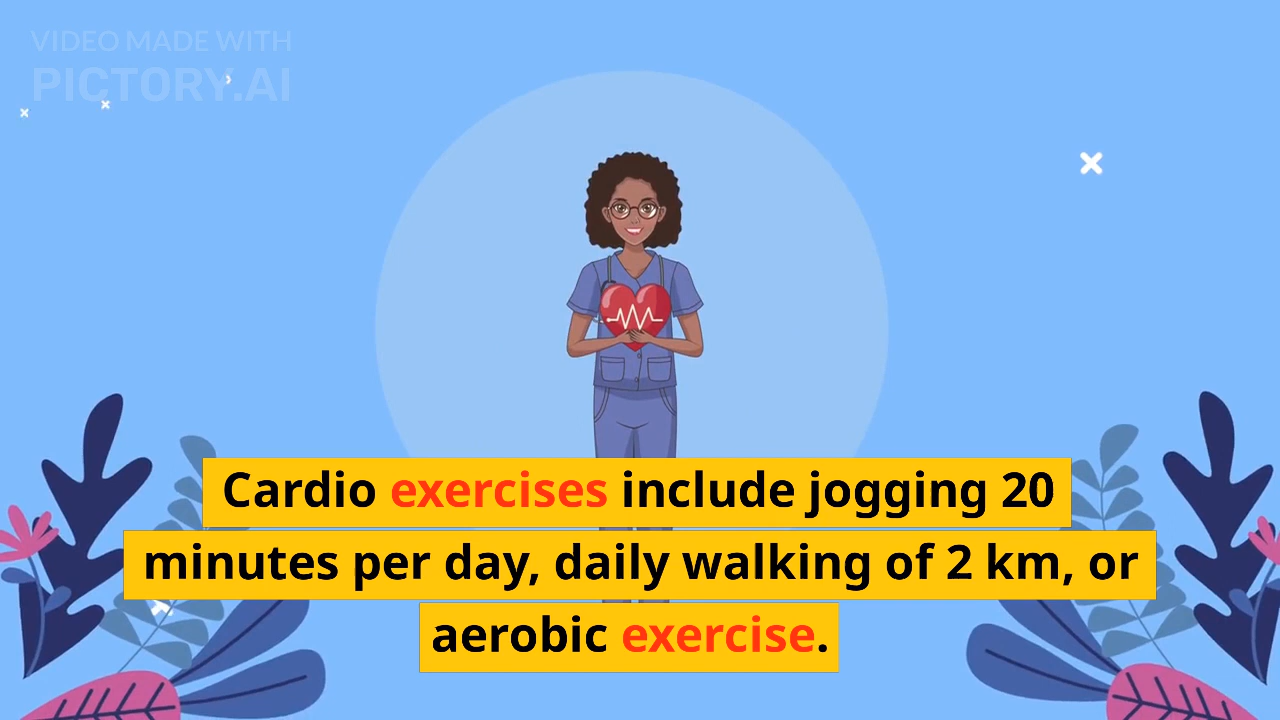 VIDEO MADE WITH
PICTORY.AI
Cardio exercises include jogging 20
minutes per day, daily walking of 2 km, or
aerobic exercise.